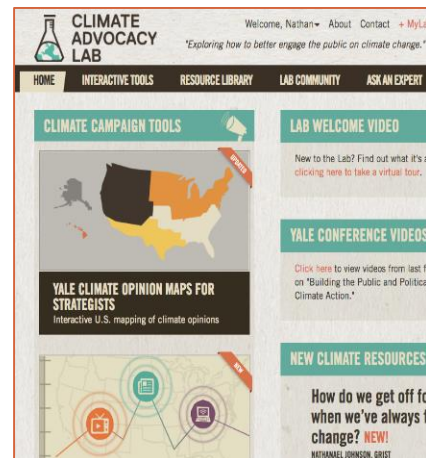 CLIMATE
ADVOCACY
LAB
Welcome, Nathan▾ About Contact + MyLa
"Exploring how to better engage the public on climate change."
HOME INTERACTIVE TOOLS RESOURCE LIBRARY LAB COMMUNITY ASK AN EXPERT
CLIMATE CAMPAIGN TOOLS
UPDATED
YALE CLIMATE OPINION MAPS FOR
STRATEGISTS
Interactive U.S. mapping of climate opinions
NEW
LAB WELCOME VIDEO
New to the Lab? Find out what it's a
clicking here to take a virtual tour.
YALE CONFERENCE VIDEOS
Click here to view videos from last f
on "Building the Public and Politica
Climate Action."
NEW CLIMATE RESOURCES
How do we get off fo
when we've always f
change? NEW!
NATHANAEL JOHNSON, GRIST